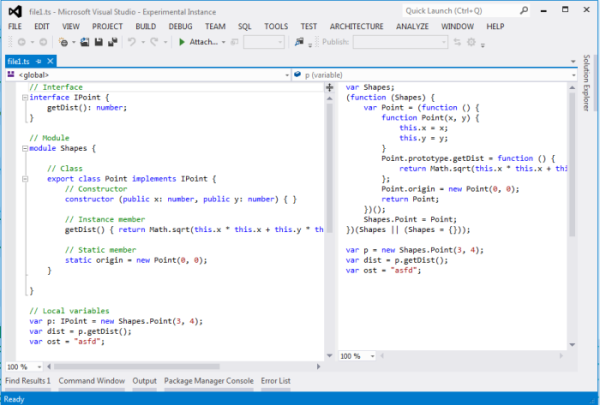 file1.ts - Microsoft Visual Studio - Experimental Instance
Quick Launch (Ctrl+Q)
FILE EDIT VIEW PROJECT BUILD DEBUG TEAM SQL TOOLS TEST ARCHITECTURE ANALYZE WINDOW HELP
Attach... Publish:
file1.ts
Solution Explorer
<global>
p (variable)
// Interface
interface IPoint {
getDist(): number;
}
// Module
module Shapes {
// Class
export class Point implements IPoint {
// Constructor
constructor (public x: number, public y: number) { }
// Instance member
getDist() { return Math.sqrt(this.x * this.x + this.y * th
// Static member
static origin = new Point(0, 0);
}
}
// Local variables
var p: IPoint = new Shapes.Point(3, 4);
var dist = p.getDist();
var ost = "asfd";
100 %
var Shapes;
(function (Shapes) {
var Point = (function () {
function Point(x, y) {
this.x = x;
this.y = y;
}
Point.prototype.getDist = function () {
return Math.sqrt(this.x * this.x + thi
};
Point.origin = new Point(0, 0);
return Point;
})();
Shapes.Point = Point;
})(Shapes || (Shapes = {}));
var p = new Shapes.Point(3, 4);
var dist = p.getDist();
var ost = "asfd";
100 %
Find Results 1 Command Window Output Package Manager Console Error List
Ready